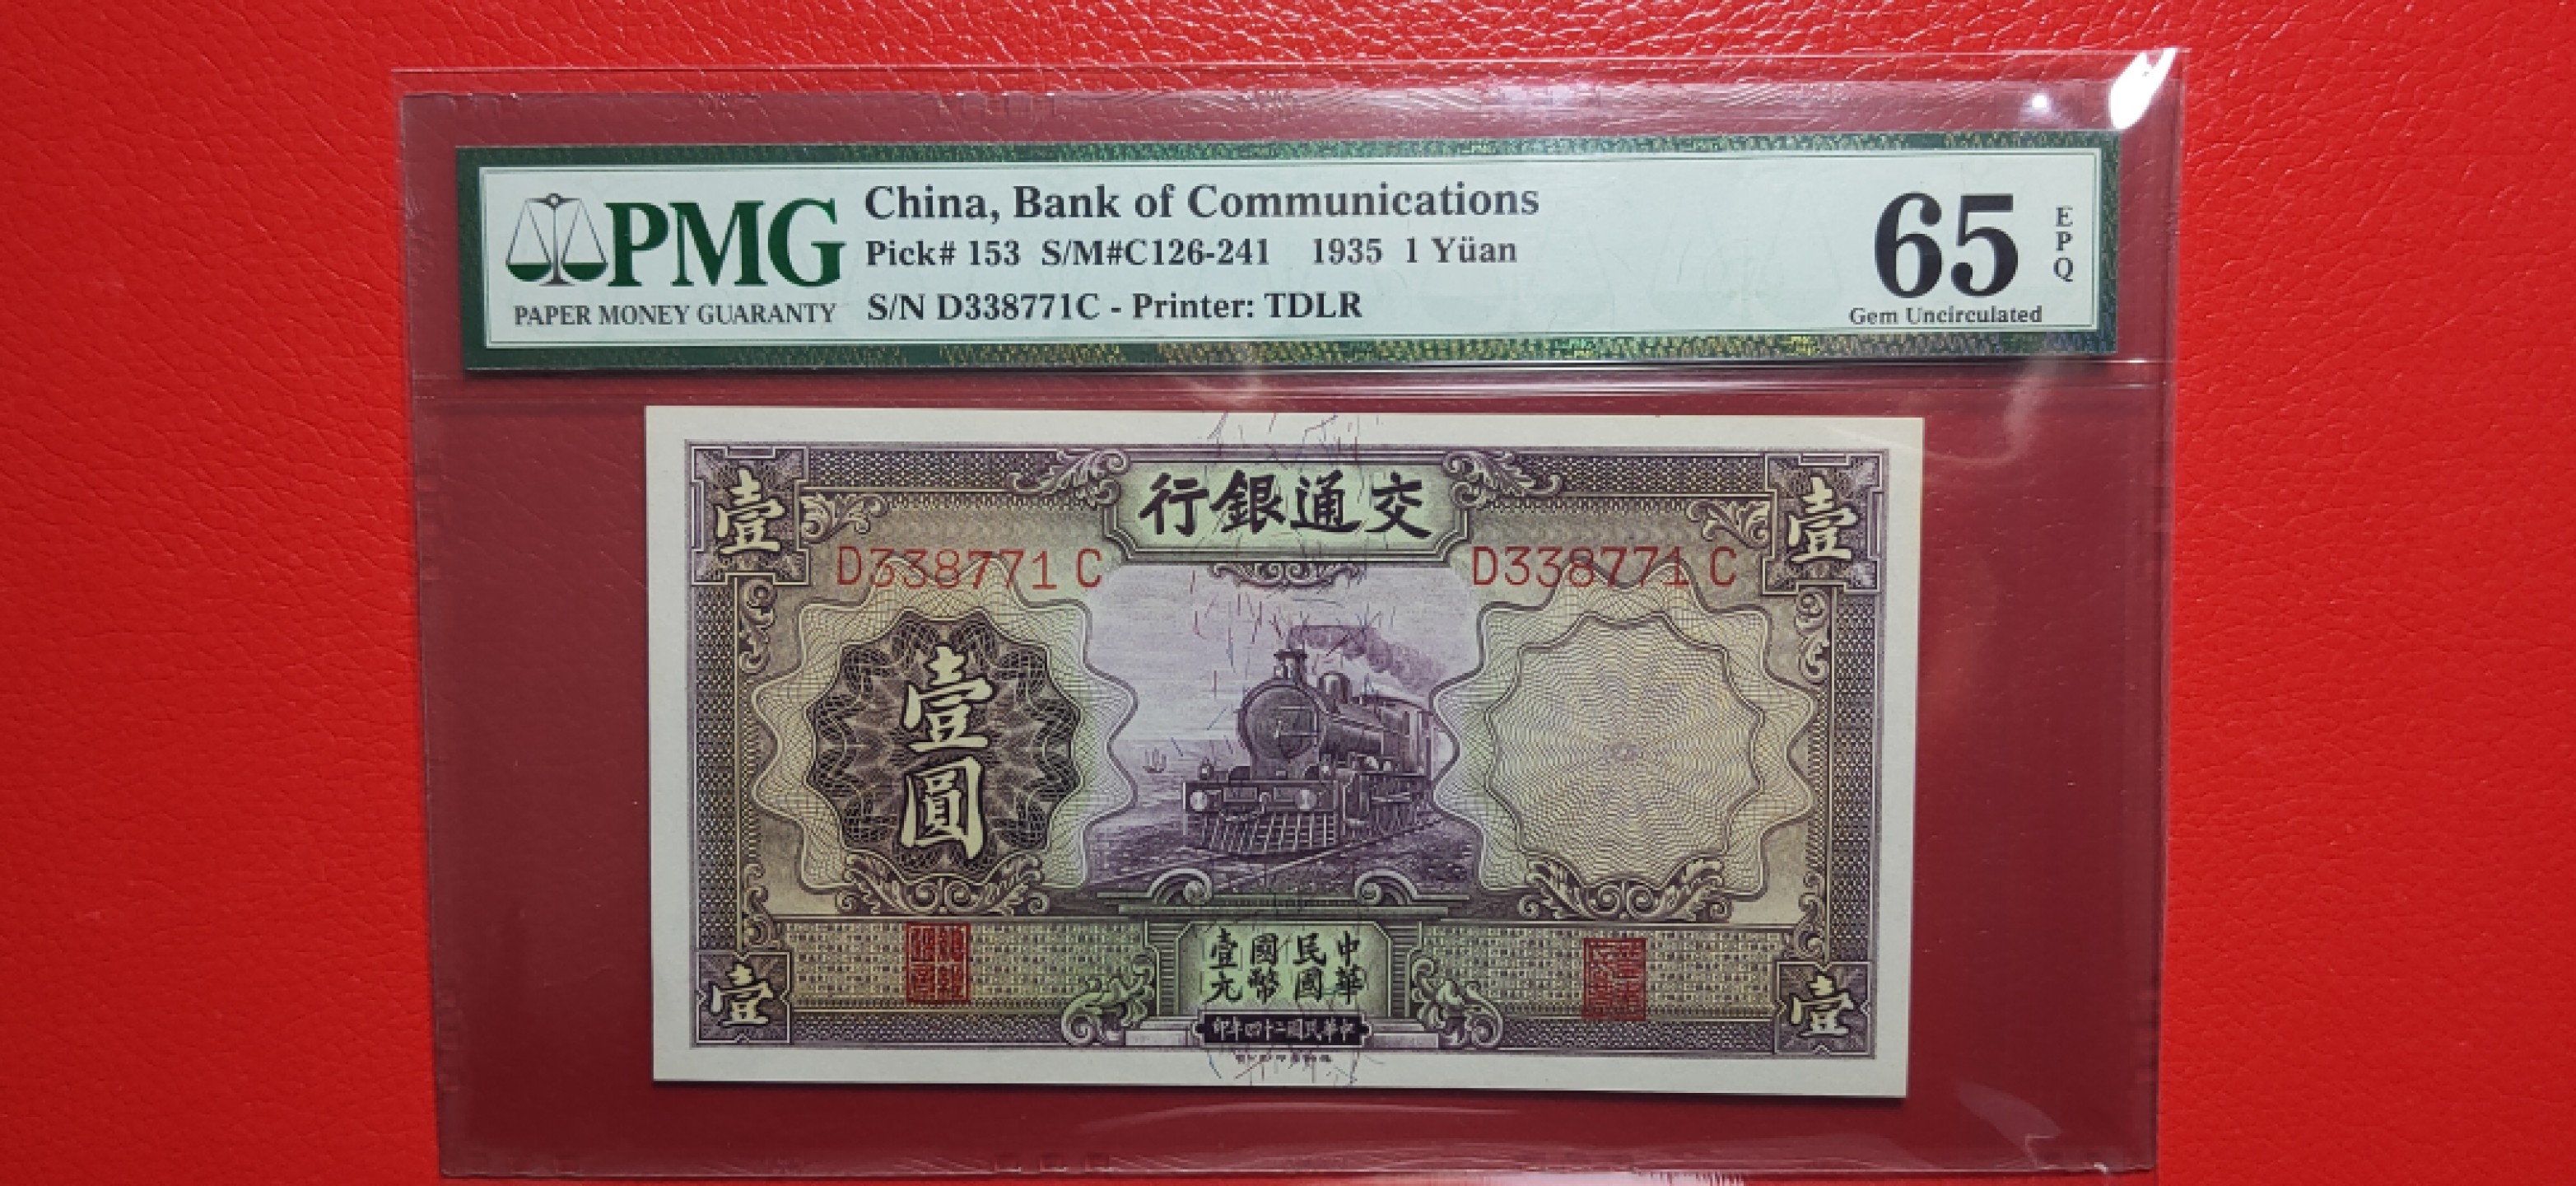 PMG
PAPER MONEY GUARANTY
China, Bank of Communications
Pick# 153 S/M#C126-241 1935 1 Yüan
S/N D338771C - Printer: TDLR
65
EPQ
Gem Uncirculated
壹
行銀通交
壹
D338771 C
D338771 C
壹圓
中華
民國
國幣
壹元
印年四十二國民華中
壹
壹